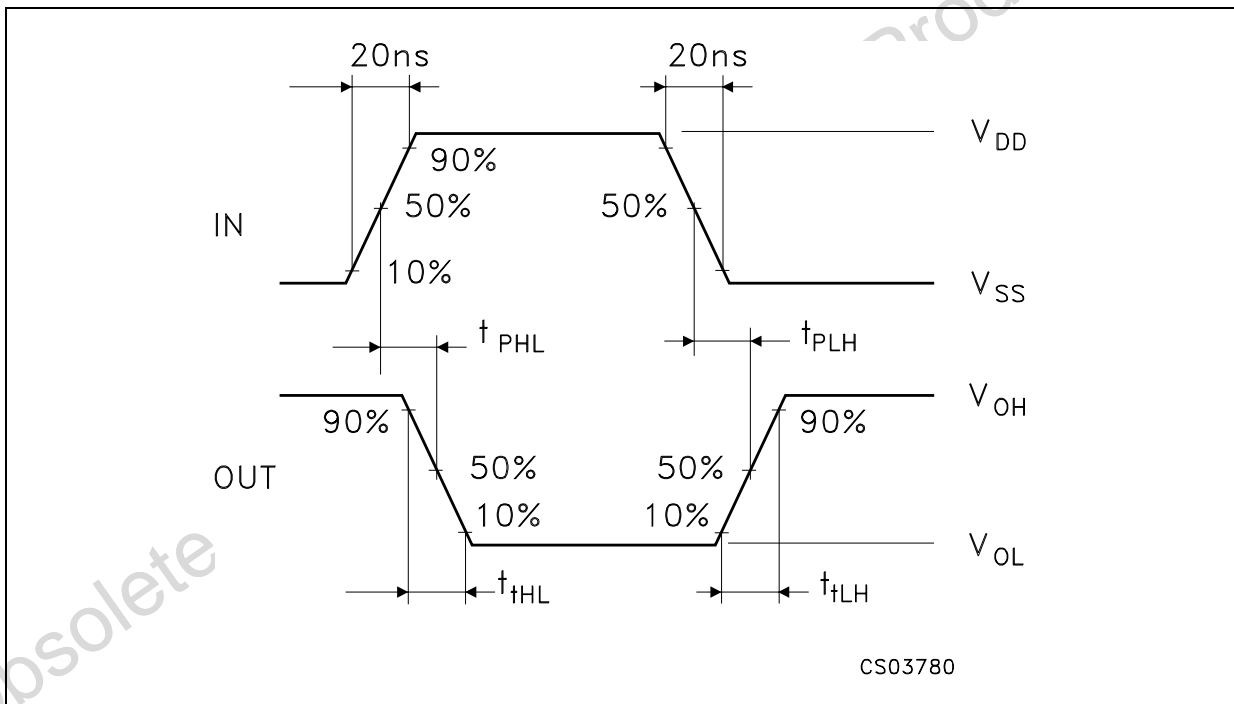 20ns 20ns
V DD
90%
50% 50%
IN
10%
V SS
t PHL t PLH
V OH
90% 90%
50% 50%
OUT
10% 10%
V OL
t tHL t tLH
CS03780